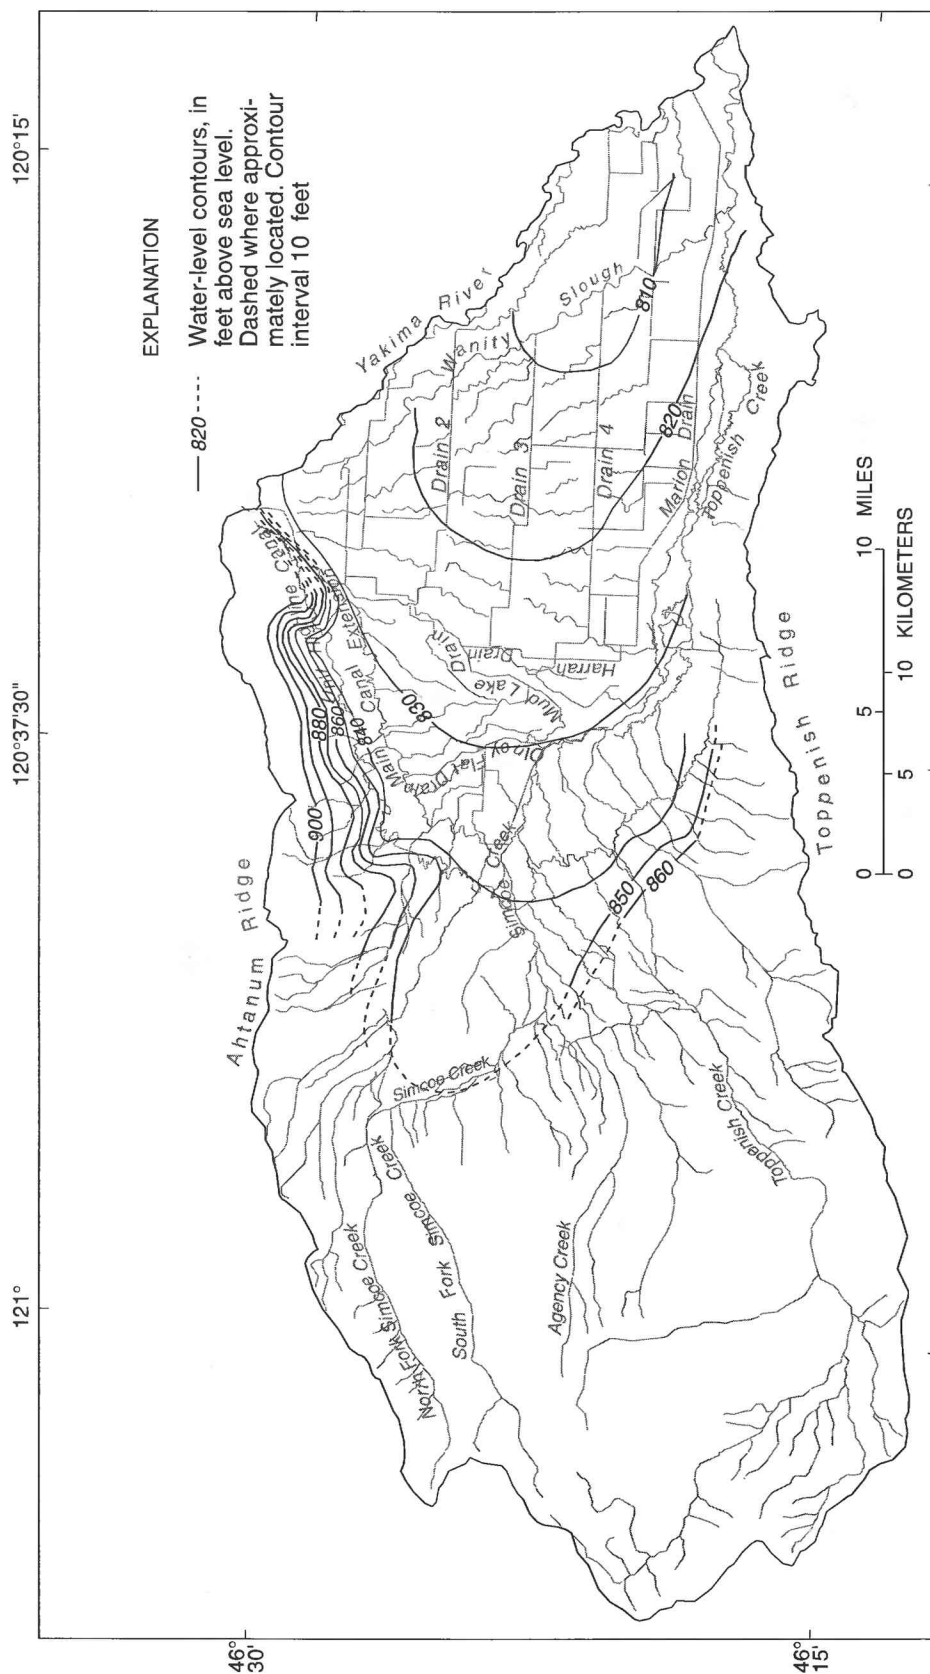 121°
120°37'30"
120°15'
46°
30'
46°
15'
EXPLANATION
820
Water-level contours, in
feet above sea level.
Dashed where approxi-
mately located. Contour
interval 10 feet
Ahtanum Ridge
Yakima River
Wanity Slough
900
880
860
840
830
820
810
850
860
Canal
Main Canal Extension
Drain 2
Drain 3
Drain 4
Marion Drain
Toppenish Creek
Harrah Drain
Mud Lake Drain
Flat Drain
Olney
Simcoe Creek
Simcoe Creek
North Fork Simcoe Creek
South Fork Simcoe Creek
Agency Creek
Toppenish Creek
Toppenish Ridge
0 5 10 MILES
0 5 10 KILOMETERS